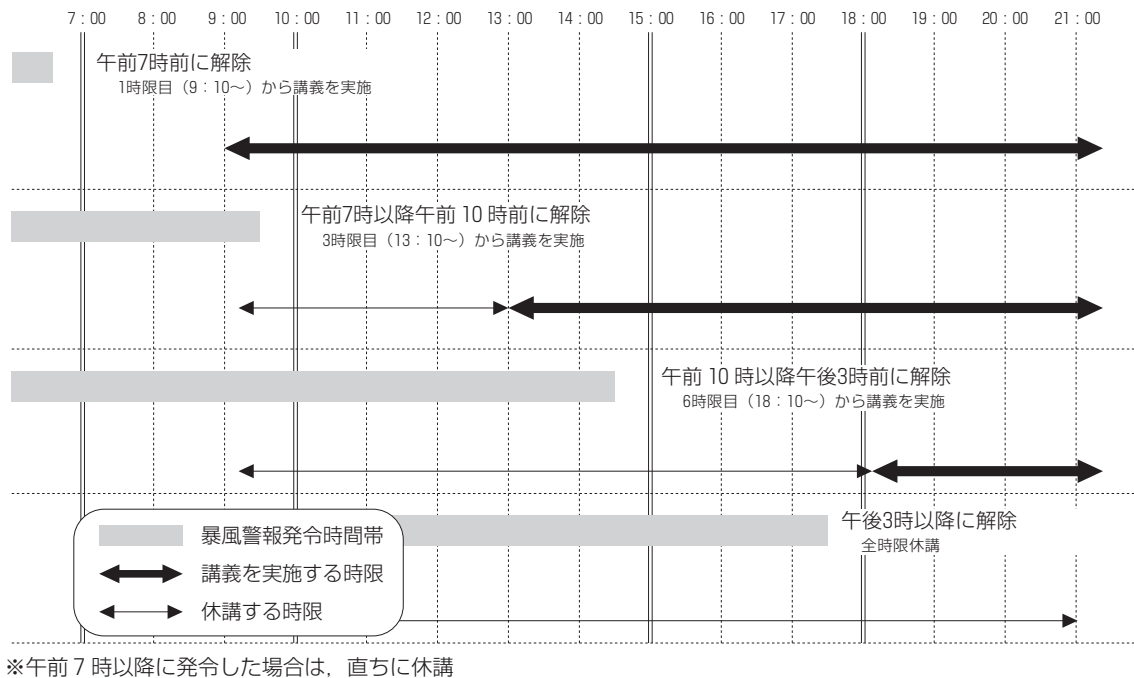 7：00 8：00 9：00 10：00 11：00 12：00 13：00 14：00 15：00 16：00 17：00 18：00 19：00 20：00 21：00
午前7時前に解除
1時限目（9：10～）から講義を実施
午前7時以降午前 10 時前に解除
3時限目（13：10～）から講義を実施
午前 10 時以降午後3時前に解除
6時限目（18：10～）から講義を実施
午後3時以降に解除
全時限休講
暴風警報発令時間帯
講義を実施する時限
休講する時限
※午前７時以降に発令した場合は，直ちに休講